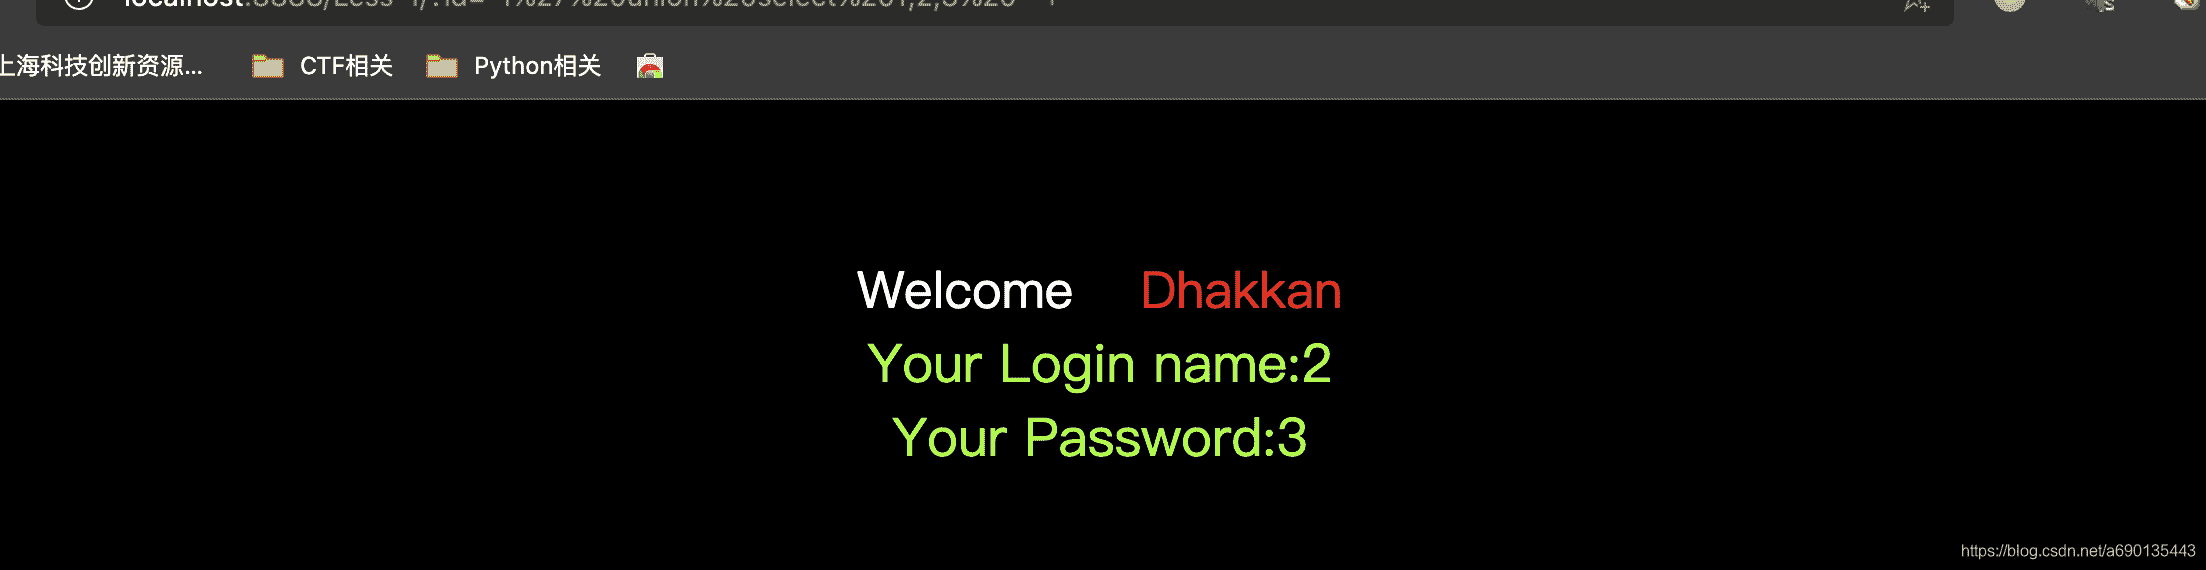 上海科技创新资源... CTF相关 Python相关
Welcome Dhakkan
Your Login name:2
Your Password:3
https://blog.csdn.net/a690135443